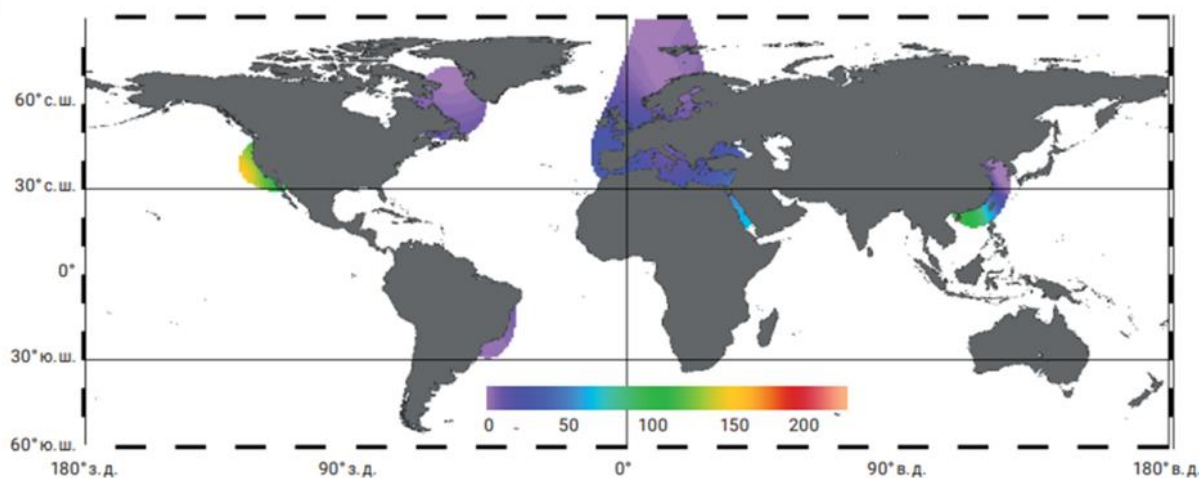 60° с. ш.
30° с. ш.
0°
30° ю. ш.
0 50 100 150 200
60° ю. ш.
180° з. д. 90° з. д. 0° 90° в. д. 180° в. д.